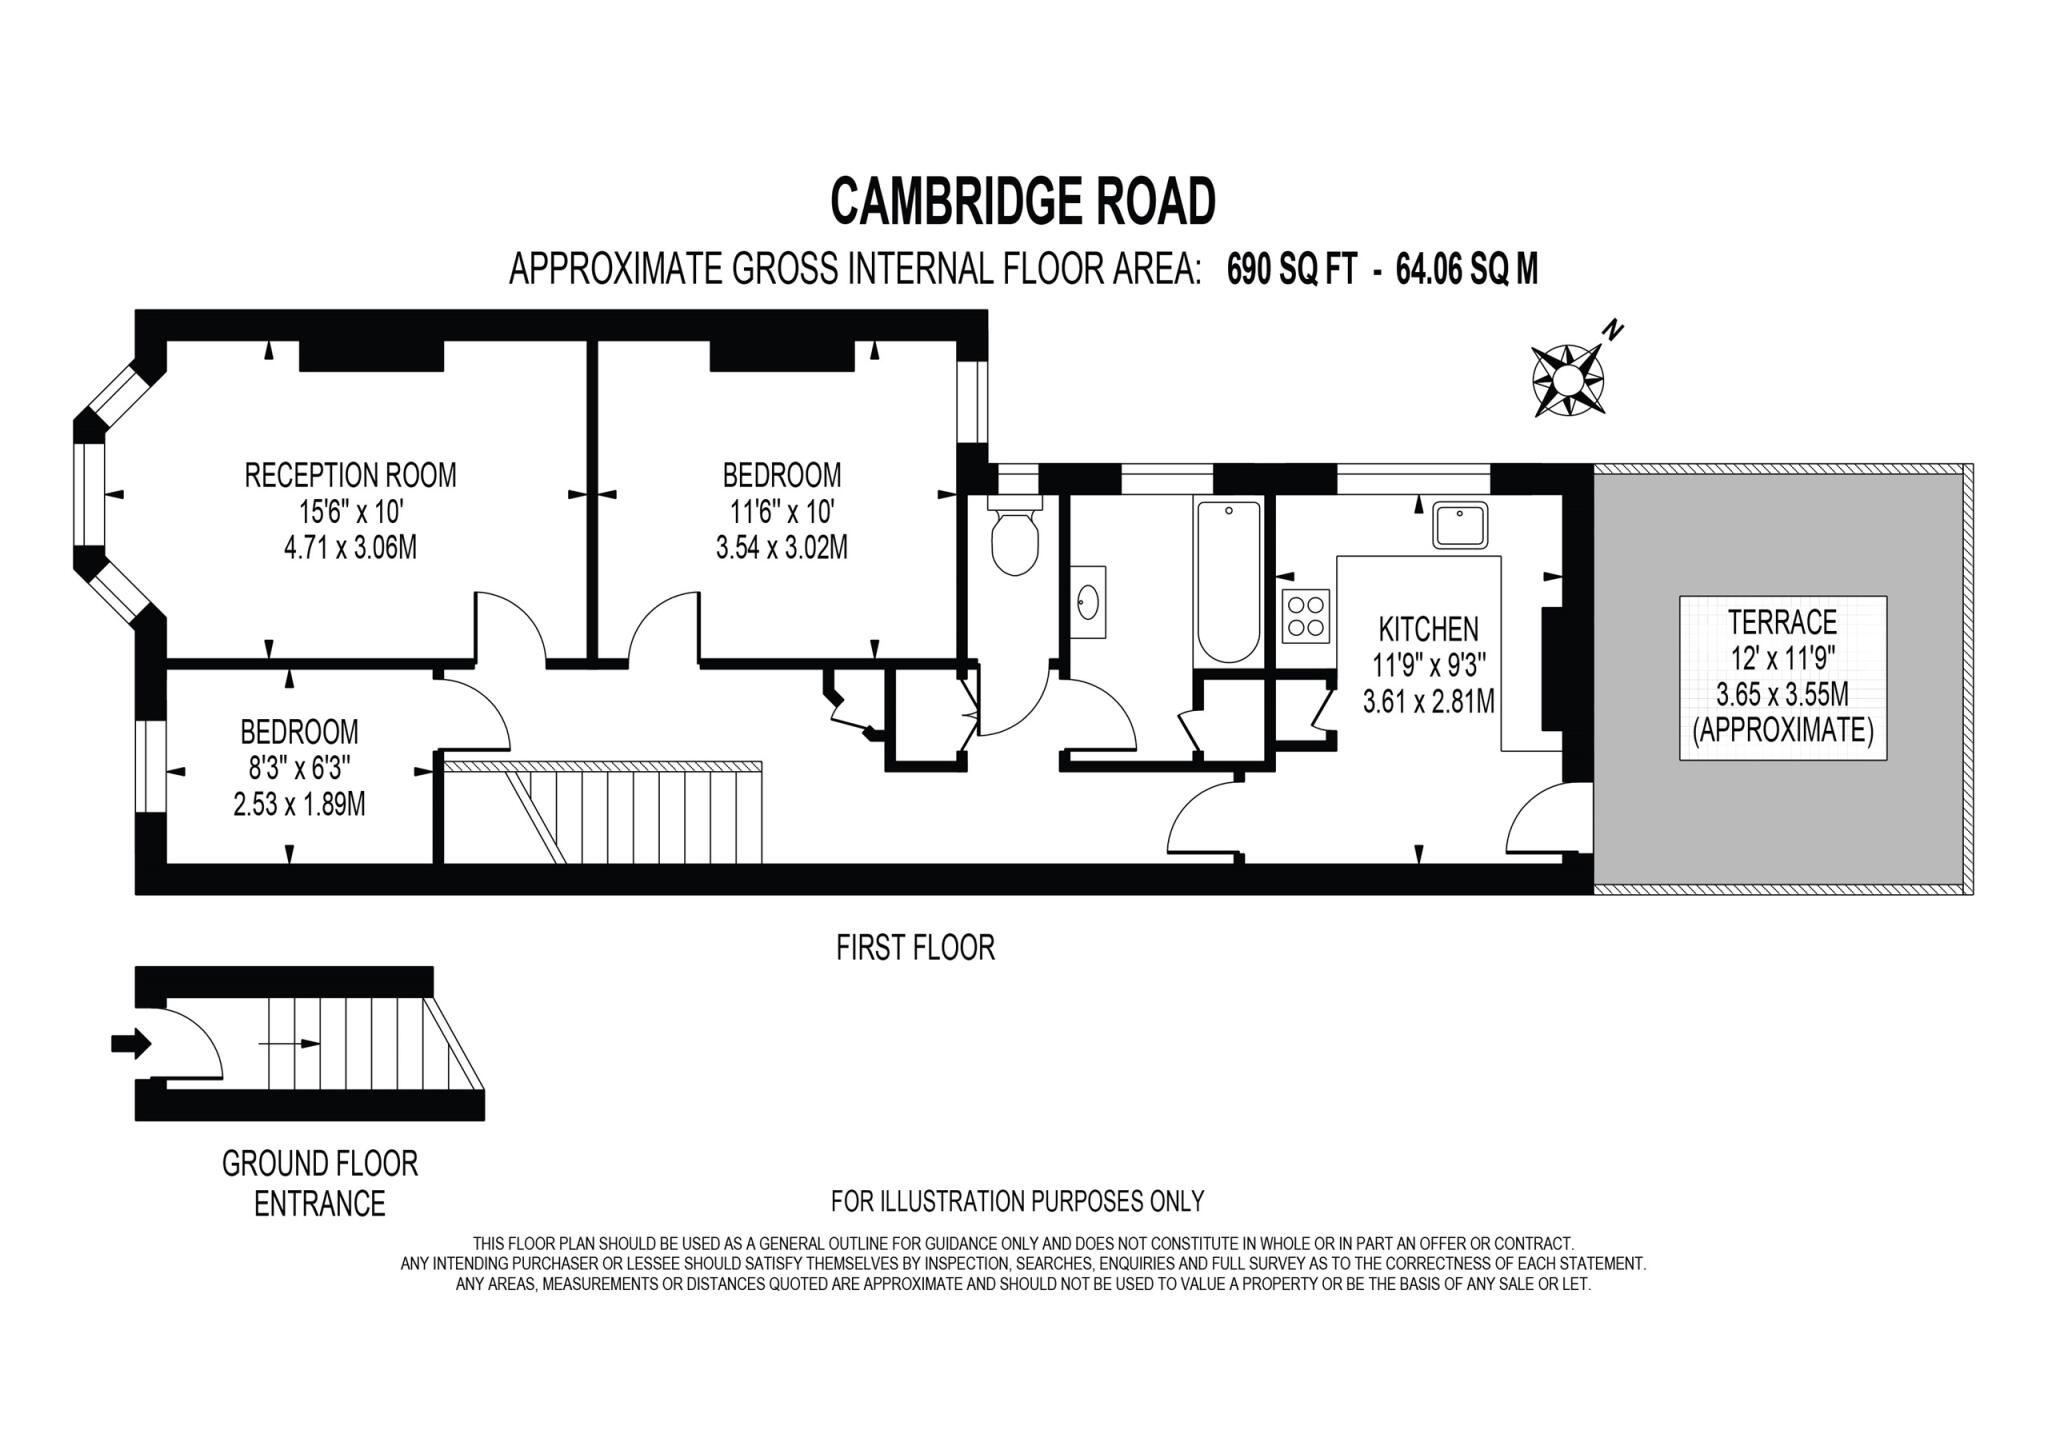 CAMBRIDGE ROAD
APPROXIMATE GROSS INTERNAL FLOOR AREA: 690 SQ FT - 64.06 SQ M
N
RECEPTION ROOM
15'6" x 10'
4.71 x 3.06M
BEDROOM
11'6" x 10'
3.54 x 3.02M
KITCHEN
11'9" x 9'3"
3.61 x 2.81M
TERRACE
12' x 11'9"
3.65 x 3.55M
(APPROXIMATE)
BEDROOM
8'3" x 6'3"
2.53 x 1.89M
FIRST FLOOR
GROUND FLOOR
ENTRANCE
FOR ILLUSTRATION PURPOSES ONLY
THIS FLOOR PLAN SHOULD BE USED AS A GENERAL OUTLINE FOR GUIDANCE ONLY AND DOES NOT CONSTITUTE IN WHOLE OR IN PART AN OFFER OR CONTRACT.
ANY INTENDING PURCHASER OR LESSEE SHOULD SATISFY THEMSELVES BY INSPECTION, SEARCHES, ENQUIRIES AND FULL SURVEY AS TO THE CORRECTNESS OF EACH STATEMENT.
ANY AREAS, MEASUREMENTS OR DISTANCES QUOTED ARE APPROXIMATE AND SHOULD NOT BE USED TO VALUE A PROPERTY OR BE THE BASIS OF ANY SALE OR LET.